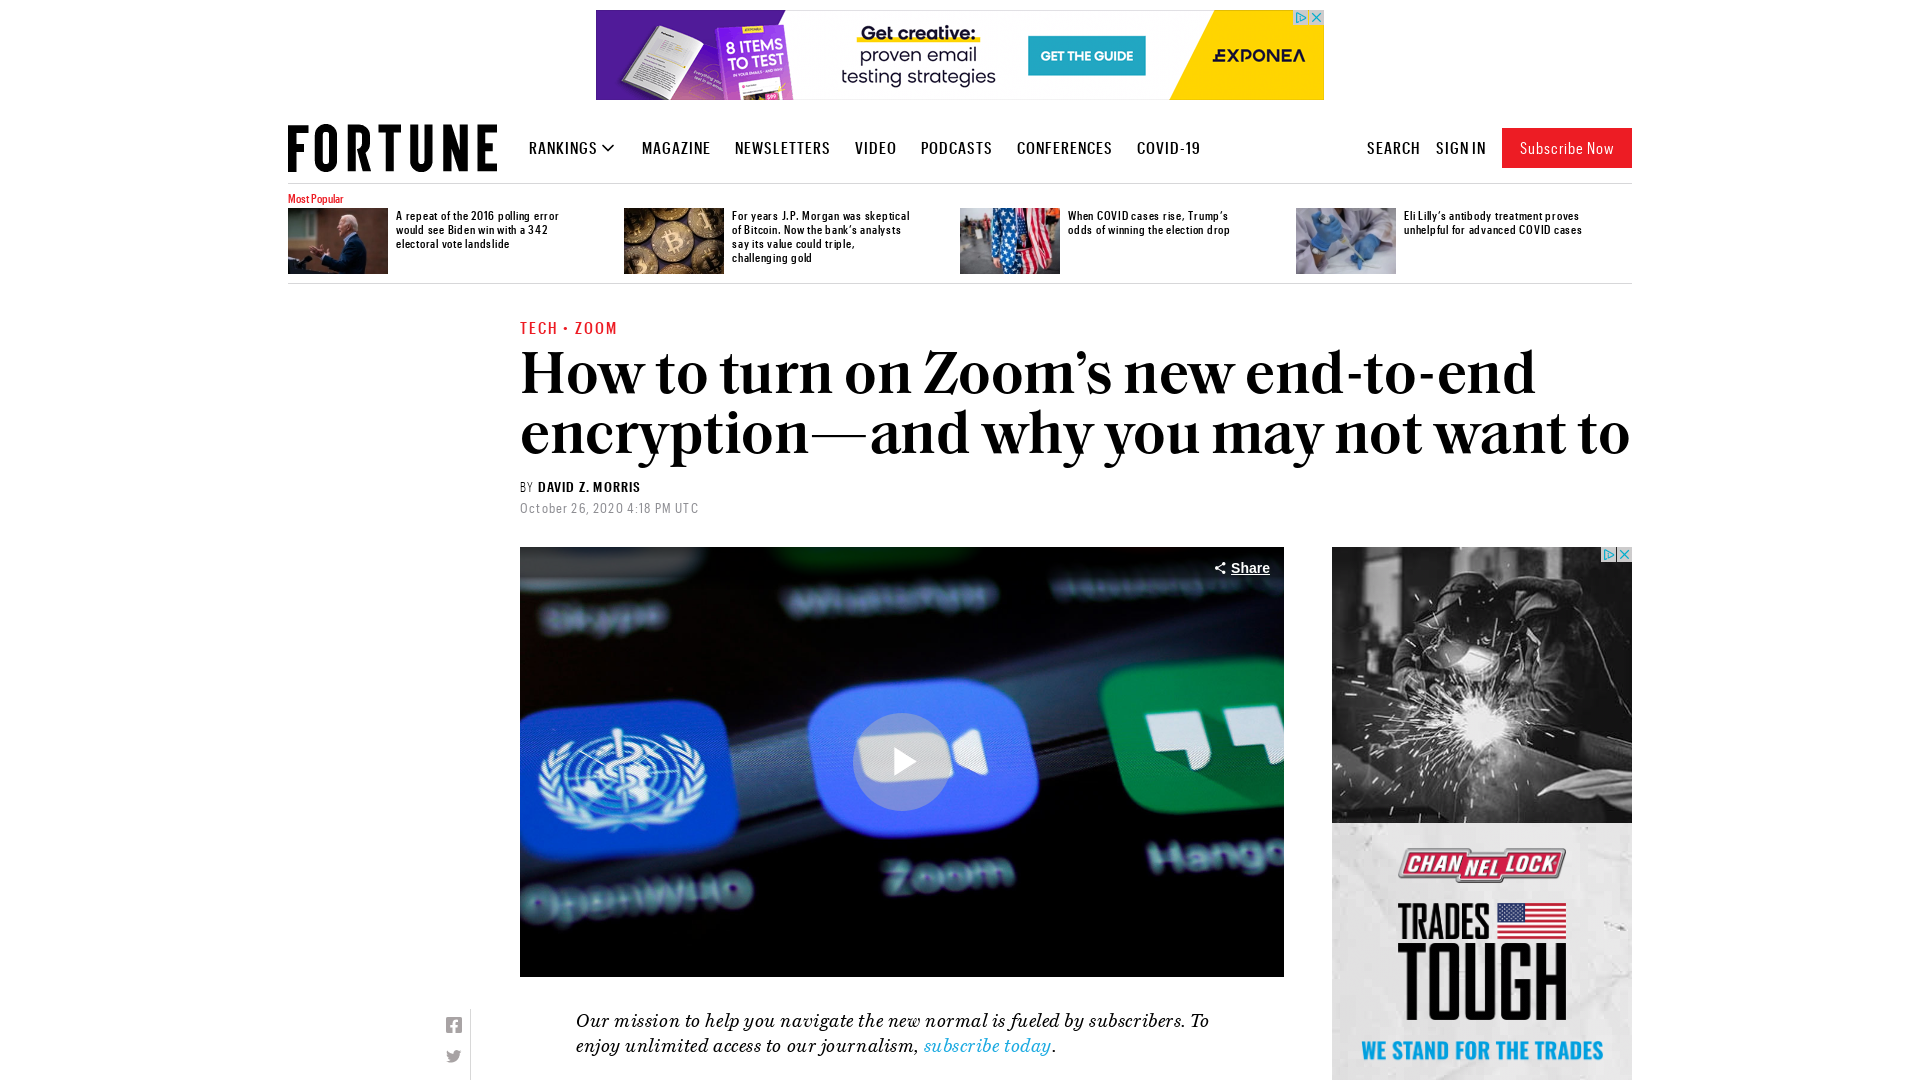 8 ITEMS
TO TEST
IN YOUR EMAILS - AND MORE
Get creative:
proven email
testing strategies
GET THE GUIDE
EXPONEA
FORTUNE
RANKINGS
MAGAZINE
NEWSLETTERS
VIDEO
PODCASTS
CONFERENCES
COVID-19
SEARCH
SIGN IN
Subscribe Now
Most Popular
A repeat of the 2016 polling error
would see Biden win with a 342
electoral vote landslide
For years J.P. Morgan was skeptical
of Bitcoin. Now the bank's analysts
say its value could triple,
challenging gold
When COVID cases rise, Trump's
odds of winning the election drop
Eli Lilly's antibody treatment proves
unhelpful for advanced COVID cases
TECH • ZOOM
How to turn on Zoom's new end-to-end
encryption—and why you may not want to
BY DAVID Z. MORRIS
October 26, 2020 4:18 PM UTC
Share
Skype
WhatsApp
OpenWHO
Zoom
Hango
CHANNELLOCK
TRADES
TOUGH
WE STAND FOR THE TRADES
Our mission to help you navigate the new normal is fueled by subscribers. To
enjoy unlimited access to our journalism, subscribe today.